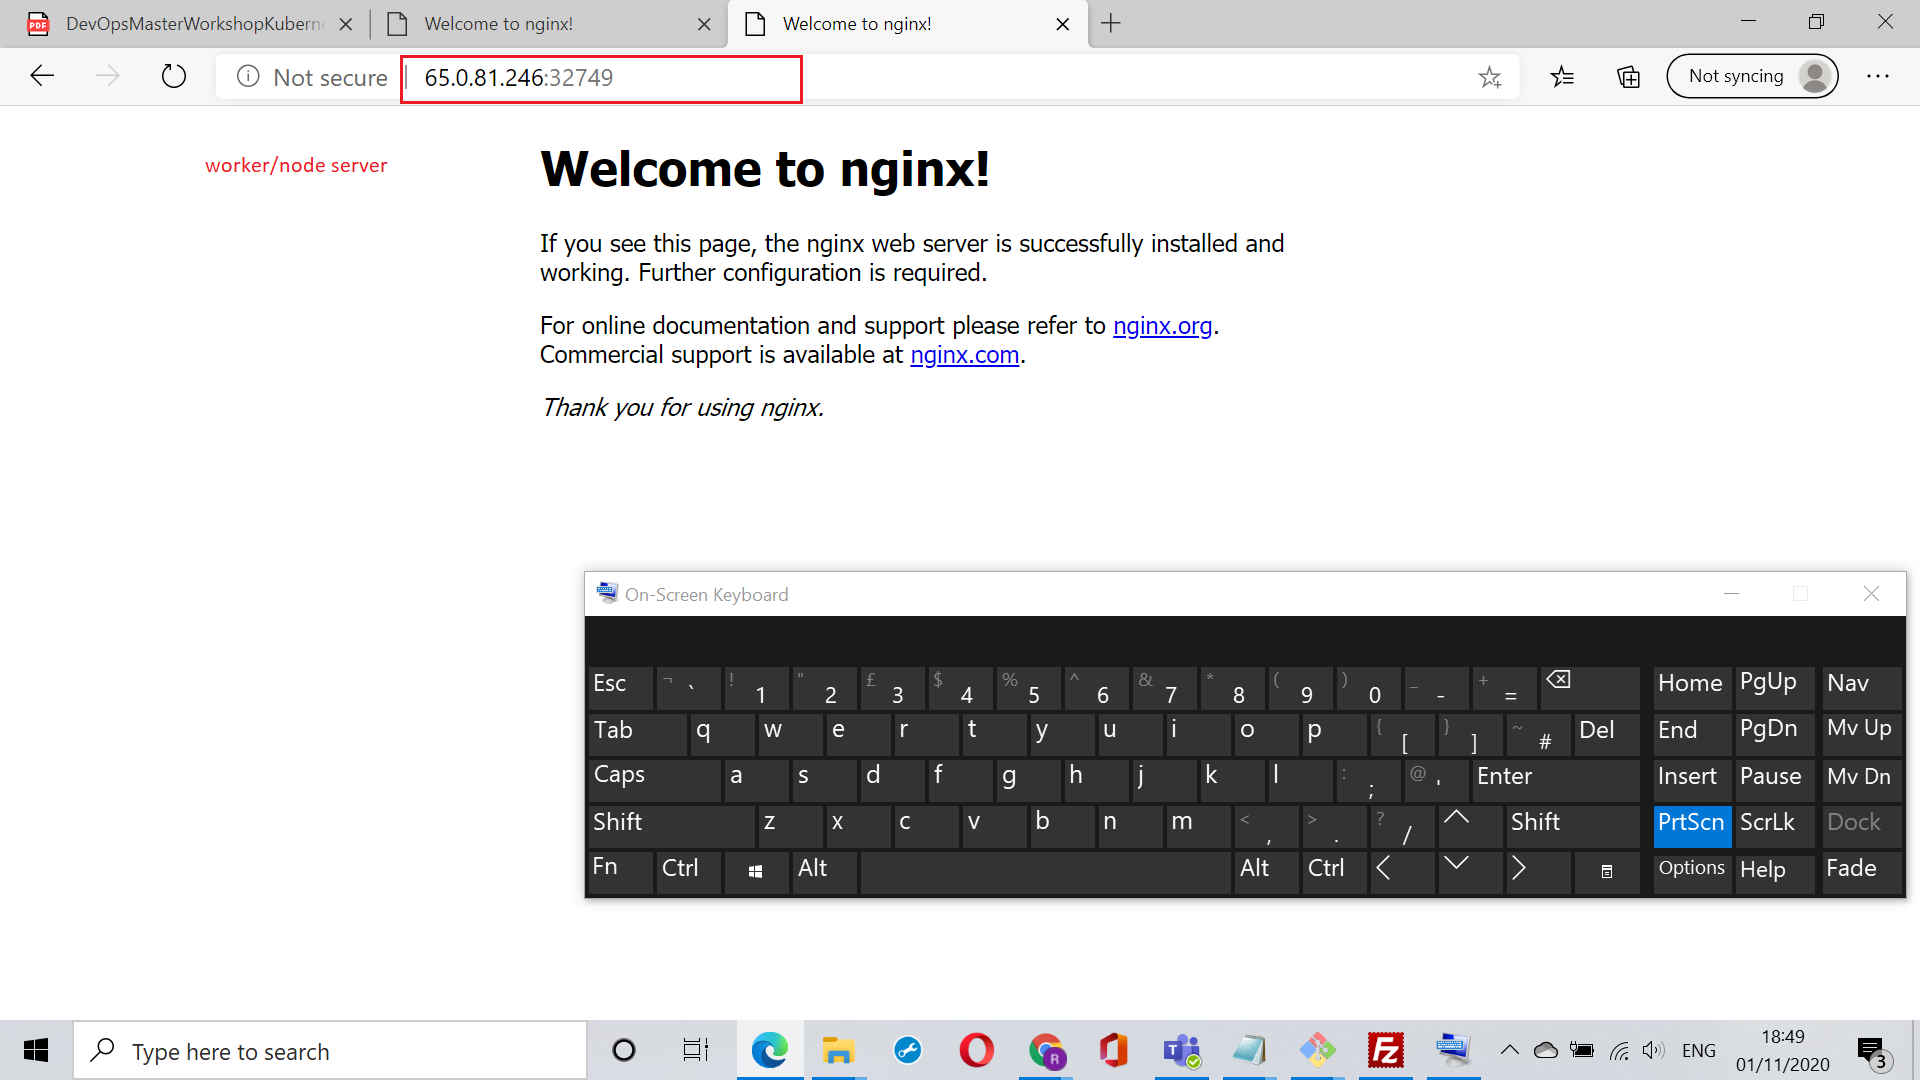 DevOpsMasterWorkshopKuberne
Welcome to nginx!
Welcome to nginx!
Not secure
65.0.81.246:32749
Not syncing
worker/node server
Welcome to nginx!
If you see this page, the nginx web server is successfully installed and
working. Further configuration is required.
For online documentation and support please refer to nginx.org.
Commercial support is available at nginx.com.
Thank you for using nginx.
On-Screen Keyboard
Esc ¬ ` ! 1 " 2 £ 3 $ 4 % 5 ^ 6 & 7 * 8 ( 9 ) 0 _ - + = Home PgUp Nav
Tab q w e r t y u i o p { [ } ] ~ # Del End PgDn Mv Up
Caps a s d f g h j k l : ; @ ' Enter Insert Pause Mv Dn
Shift z x c v b n m < , > . ? / Shift PrtScn ScrLk Dock
Fn Ctrl Alt Alt Ctrl Options Help Fade
Type here to search
R
ENG
18:49
01/11/2020
3